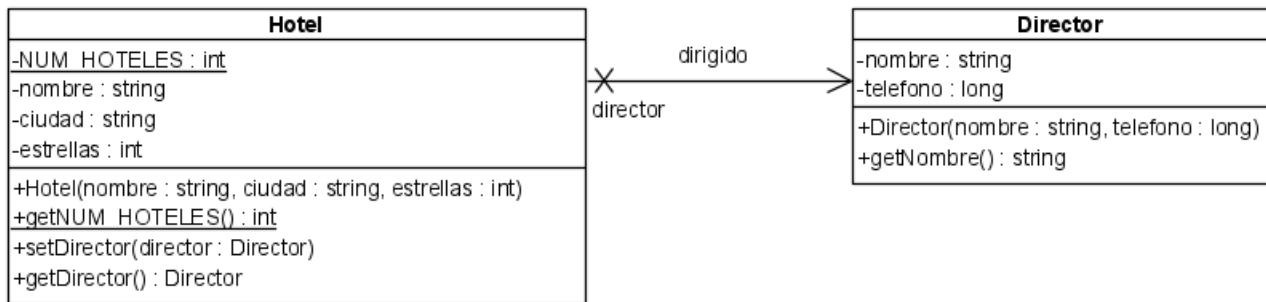 Hotel
-NUM_HOTELES : int
-nombre : string
-ciudad : string
-estrellas : int
+Hotel(nombre : string, ciudad : string, estrellas : int)
+getNUM_HOTELES() : int
+setDirector(director : Director)
+getDirector() : Director
dirigido
director
Director
-nombre : string
-telefono : long
+Director(nombre : string, telefono : long)
+getNombre() : string